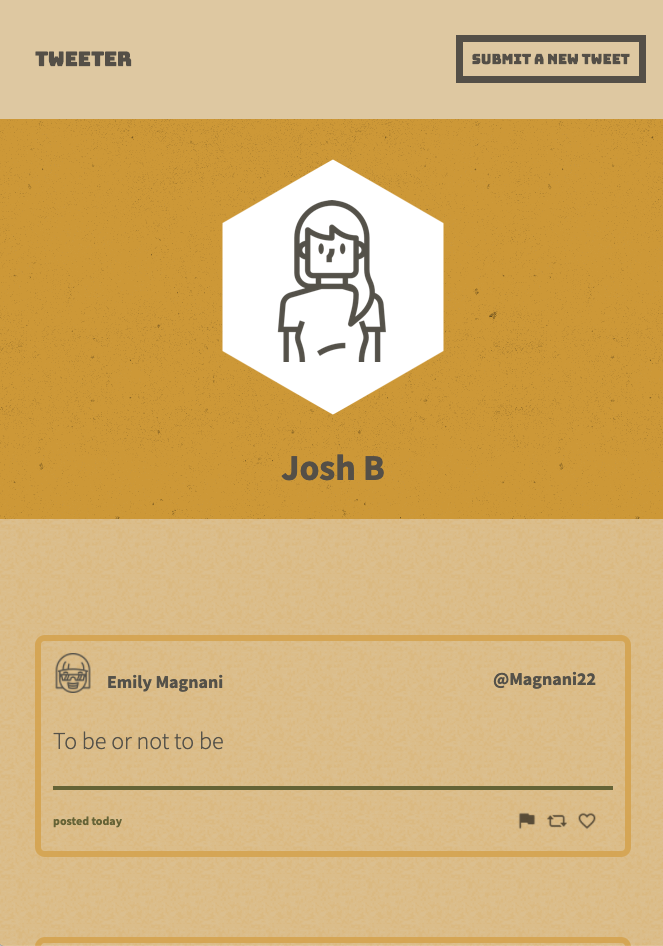 TWEETER
SUBMIT A NEW TWEET
Josh B
Emily Magnani
@Magnani22
To be or not to be
posted today